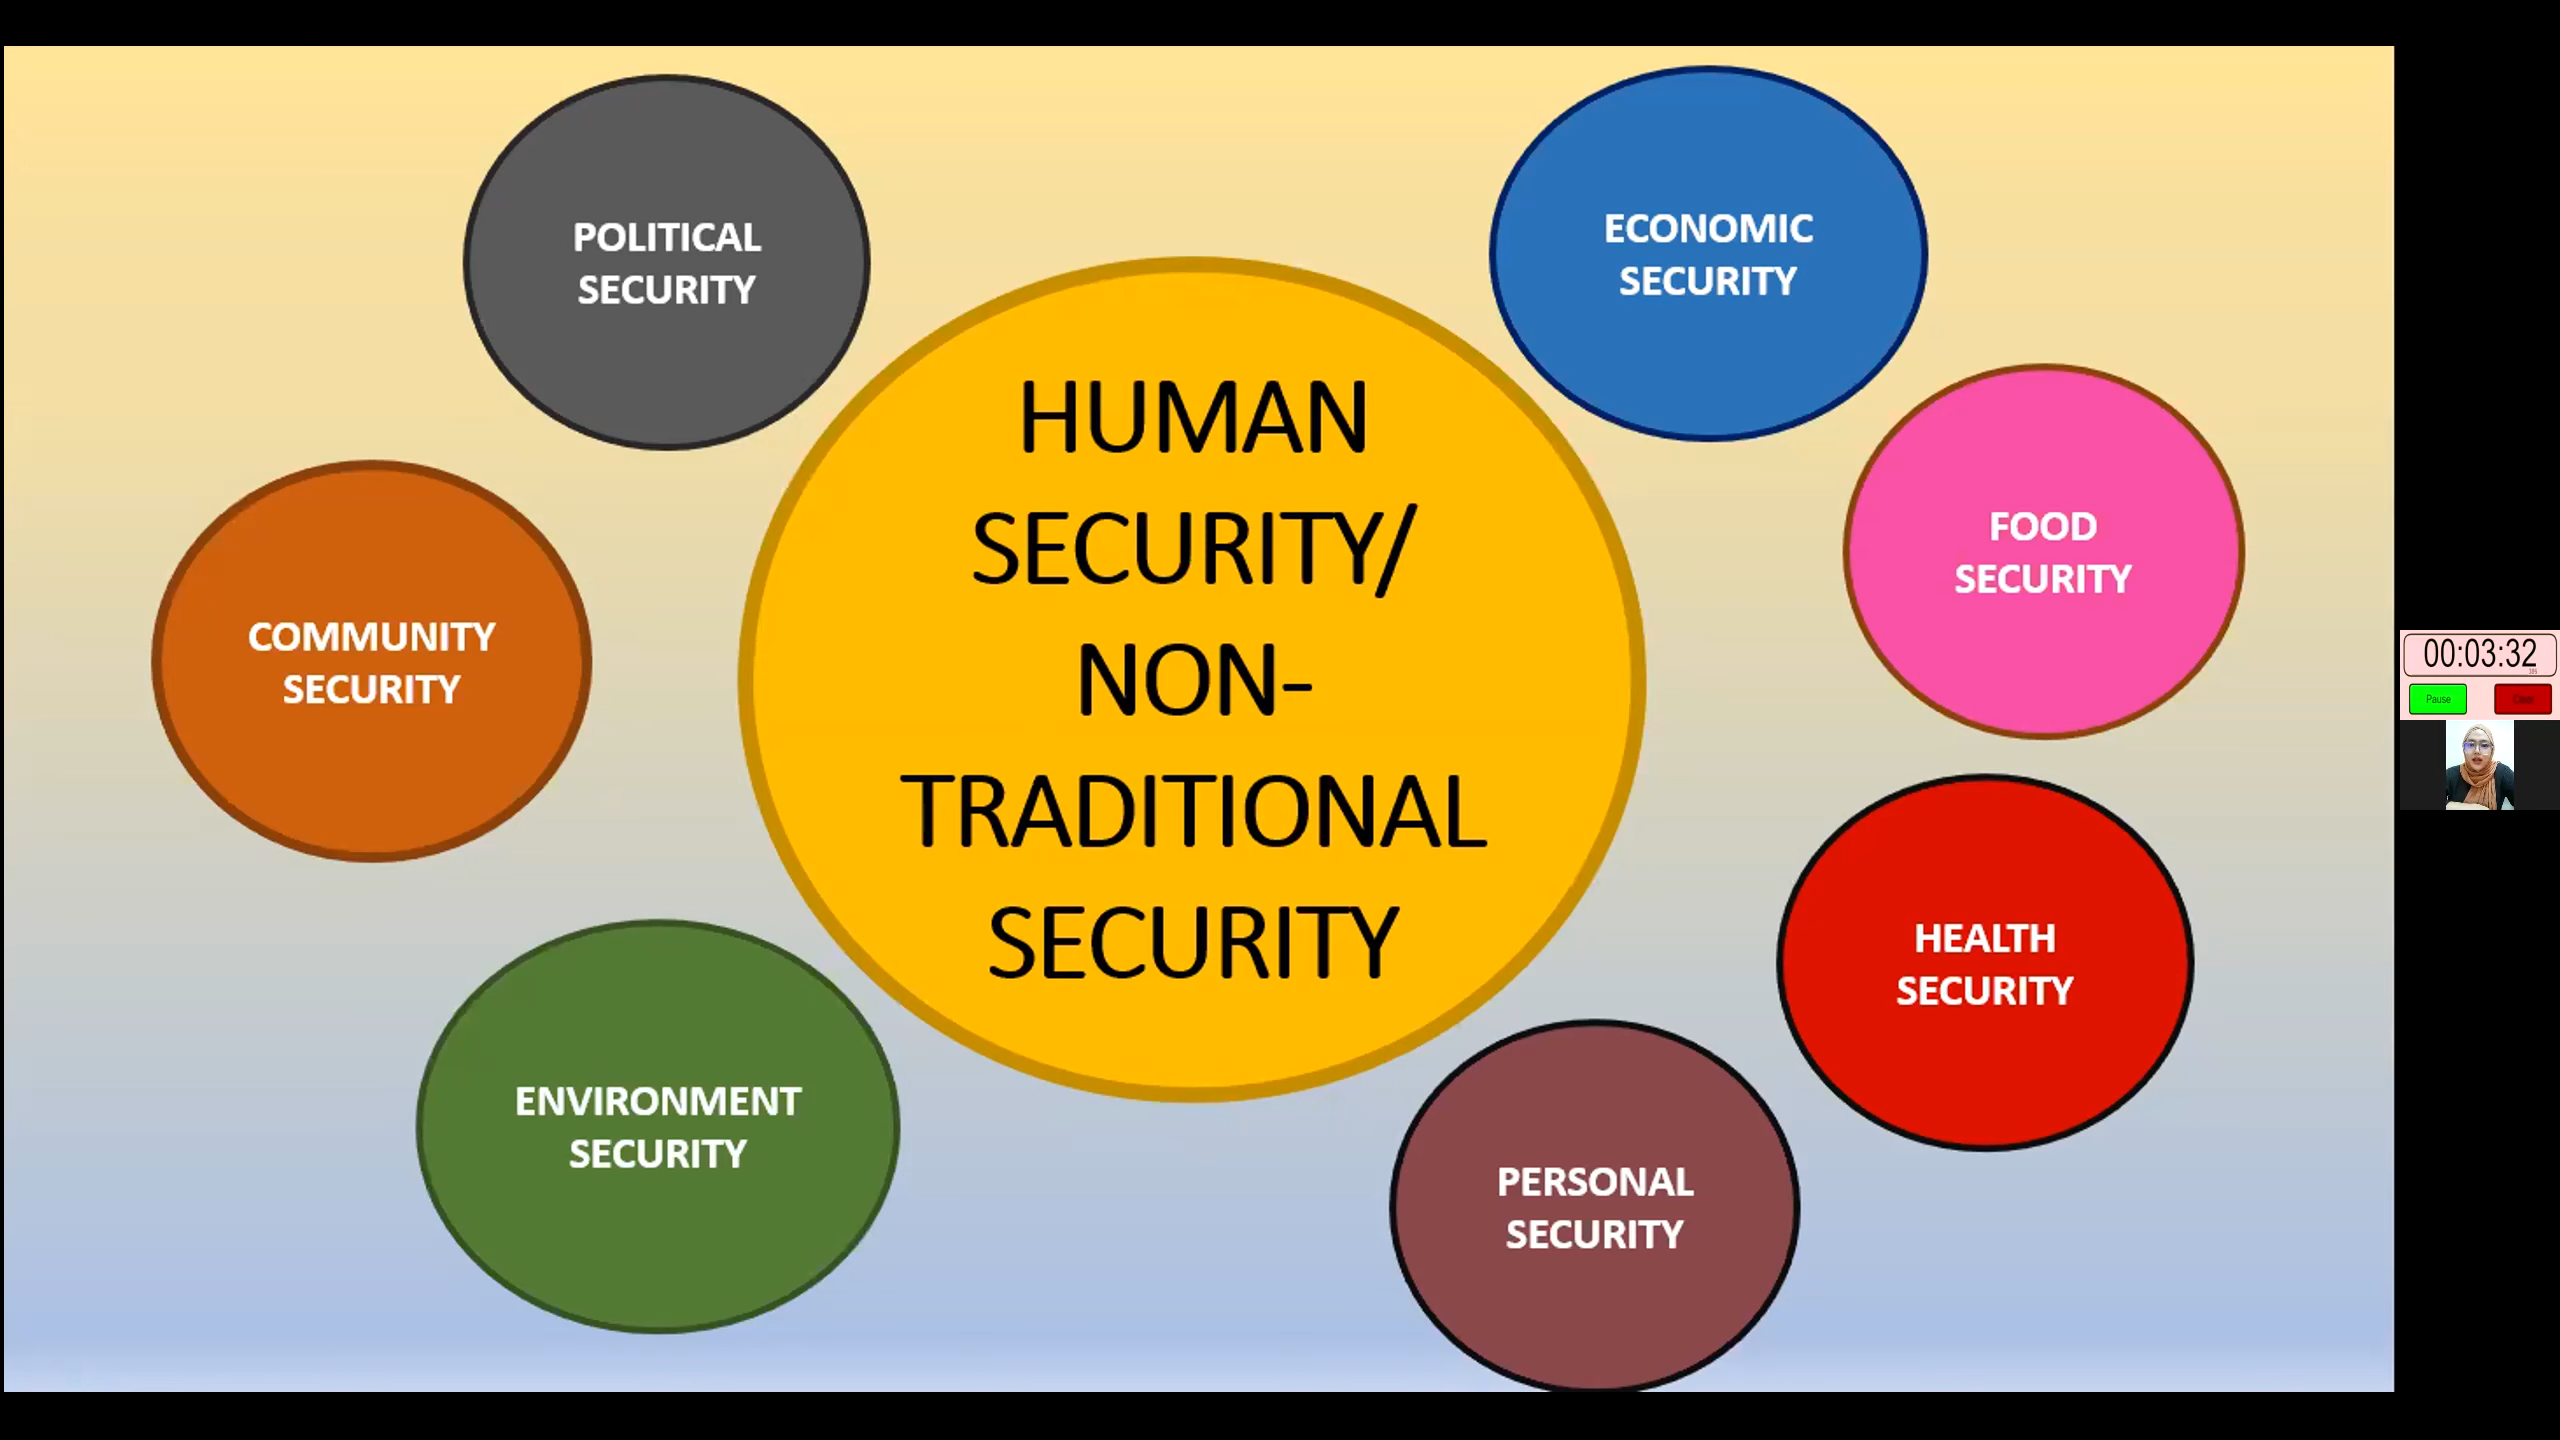 POLITICAL
SECURITY
ECONOMIC
SECURITY
HUMAN
SECURITY/
NON-
TRADITIONAL
SECURITY
FOOD
SECURITY
COMMUNITY
SECURITY
HEALTH
SECURITY
ENVIRONMENT
SECURITY
PERSONAL
SECURITY
00:03:32
Pause